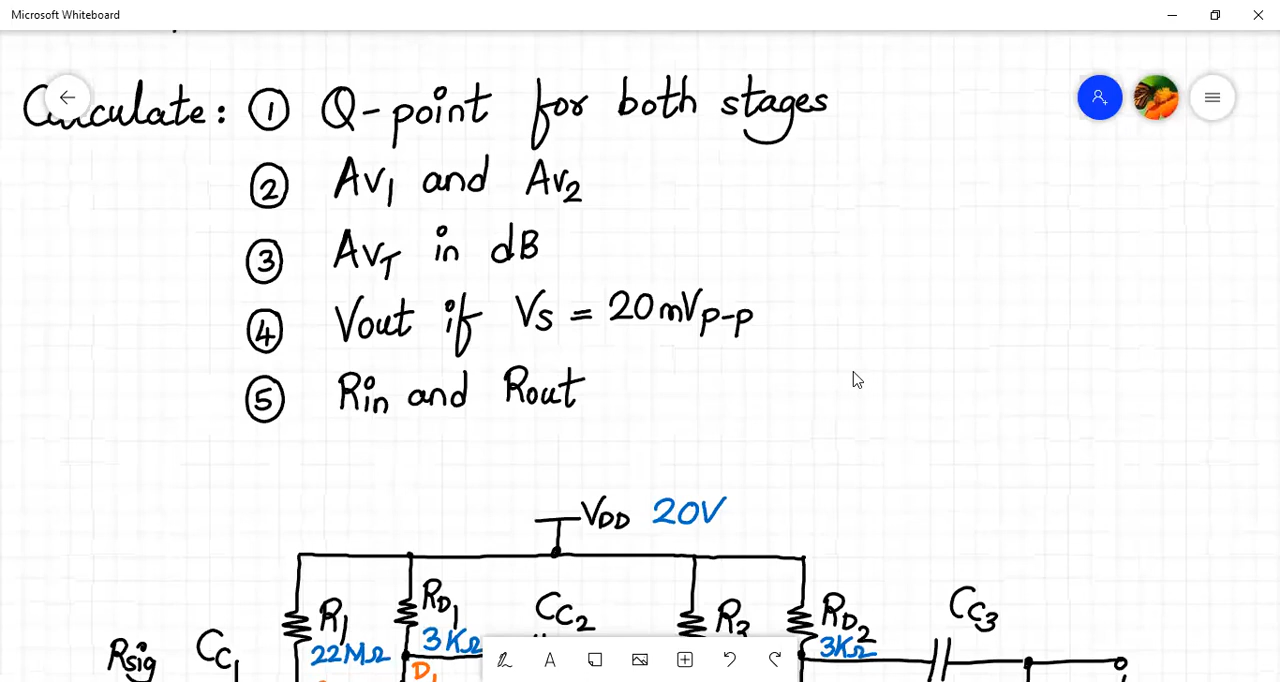 Microsoft Whiteboard
Calculate: ① Q-point for both stages
② Av1 and Av2
③ AvT in dB
④ Vout if Vs = 20mVp-p
⑤ Rin and Rout
VDD 20V
R1 22MΩ
RD1 3KΩ
CC2
R3
RD2 3KΩ
CC3
Rsig
CC1
D1
A